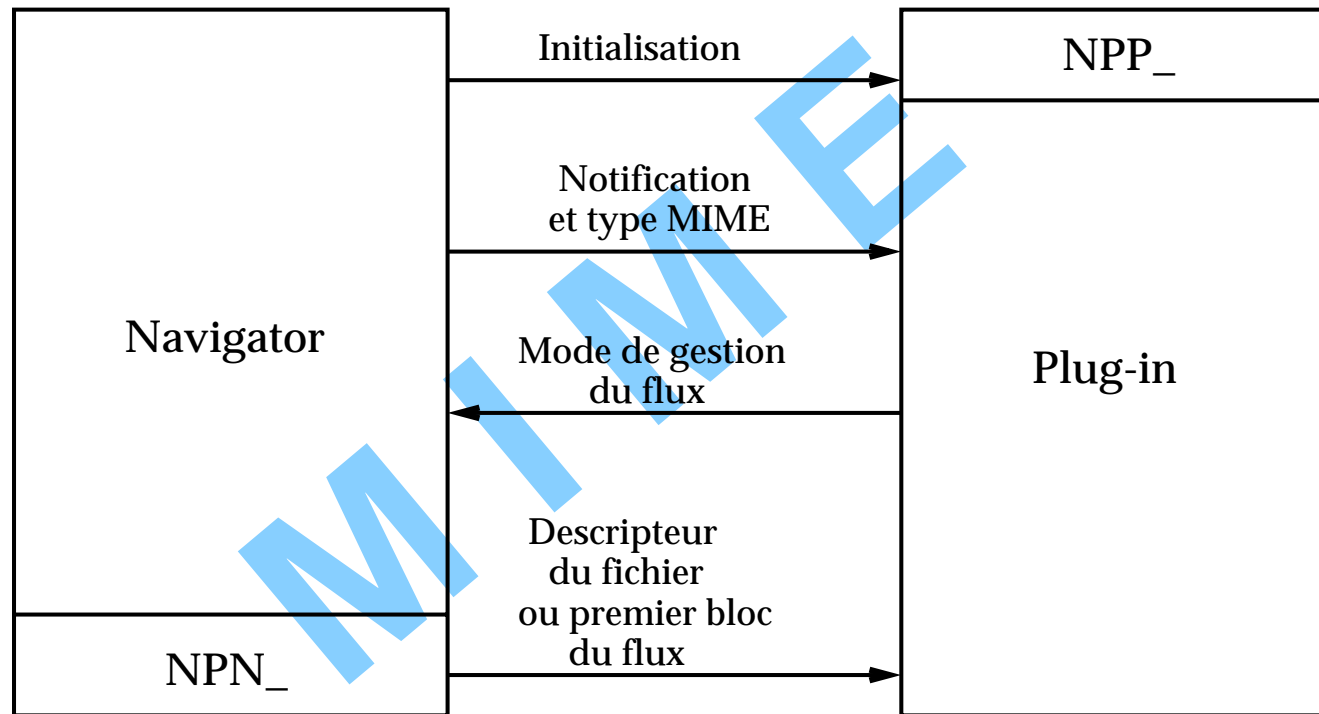 Initialisation
NPP_
Notification
et type MIME
Navigator
Mode de gestion
du flux
Plug-in
Descripteur
du fichier
ou premier bloc
du flux
NPN_
MIME